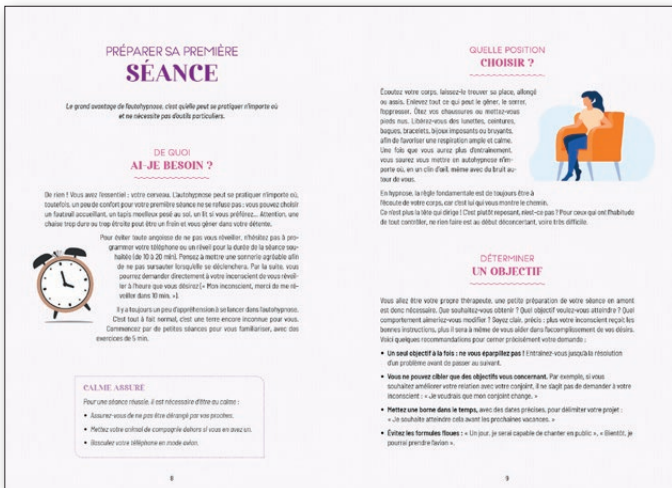 PRÉPARER SA PREMIÈRE
SÉANCE
Le grand avantage de l'autohypnose, c'est qu'elle peut se pratiquer n'importe où
et ne nécessite pas d'outils particuliers.
DE QUOI
AI-JE BESOIN ?
De rien ! Vous avez l'essentiel : votre cerveau. L'autohypnose peut se pratiquer n'importe où,
toutefois, un peu de confort pour votre première séance ne se refuse pas : vous pouvez choisir
un fauteuil accueillant, un tapis moelleux posé au sol, un lit si vous préférez... Attention, une
chaise trop dure ou trop étroite peut être un frein et vous gêner dans votre détente.
Pour éviter toute angoisse de ne pas vous réveiller, n'hésitez pas à pro-
grammer votre téléphone ou un réveil pour la durée de la séance sou-
haitée (de 10 à 20 min). Pensez à mettre une sonnerie agréable afin
de ne pas sursauter lorsqu'elle se déclenchera. Par la suite, vous
pourrez demander directement à votre inconscient de vous réveil-
ler à l'heure que vous désirez (« Mon inconscient, merci de me ré-
veiller dans 10 min. »).
Il y a toujours un peu d'appréhension à se lancer dans l'autohypnose.
C'est tout à fait normal, c'est une terre encore inconnue pour vous.
Commencez par de petites séances pour vous familiariser, avec des
exercices de 5 min.
CALME ASSURÉ
Pour une séance réussie, il est nécessaire d'être au calme :
• Assurez-vous de ne pas être dérangé par vos proches.
• Mettez votre animal de compagnie dehors si vous en avez un.
• Basculez votre téléphone en mode avion.
8
QUELLE POSITION
CHOISIR ?
Écoutez votre corps, laissez-le trouver sa place, allongé
ou assis. Enlevez tout ce qui peut le gêner, le serrer,
l'oppresser. Ôtez vos chaussures ou mettez-vous
pieds nus. Libérez-vous des lunettes, ceintures,
bagues, bracelets, bijoux imposants ou bruyants,
afin de favoriser une respiration ample et calme.
Une fois que vous aurez plus d'entraînement,
vous saurez vous mettre en autohypnose n'im-
porte où, en un clin d'œil, même avec du bruit au-
tour de vous.
En hypnose, la règle fondamentale est de toujours être à
l'écoute de votre corps, car c'est lui qui vous montre le chemin.
Ce n'est plus la tête qui dirige ! C'est plutôt reposant, n'est-ce pas ? Pour ceux qui ont l'habitude
de tout contrôler, ne rien faire est au début déconcertant, voire très difficile.
DÉTERMINER
UN OBJECTIF
Vous allez être votre propre thérapeute, une petite préparation de votre séance en amont
est donc nécessaire. Que souhaitez-vous obtenir ? Quel objectif voulez-vous atteindre ? Quel
comportement aimeriez-vous modifier ? Soyez clair, précis : plus votre inconscient reçoit les
bonnes instructions, plus il sera à même de vous aider dans l'accomplissement de vos désirs.
Voici quelques recommandations pour cerner précisément votre demande :
• Un seul objectif à la fois : ne vous éparpillez pas ! Entraînez-vous jusqu'à la résolution
d'un problème avant de passer au suivant.
• Vous ne pouvez cibler que des objectifs vous concernant. Par exemple, si vous
souhaitez améliorer votre relation avec votre conjoint, il ne s'agit pas de demander à votre
inconscient : « Je voudrais que mon conjoint change. »
• Mettez une borne dans le temps, avec des dates précises, pour délimiter votre projet :
« Je souhaite atteindre cela avant les prochaines vacances. »
• Évitez les formules floues : « Un jour, je serai capable de chanter en public », « Bientôt, je
pourrai prendre l'avion ».
9